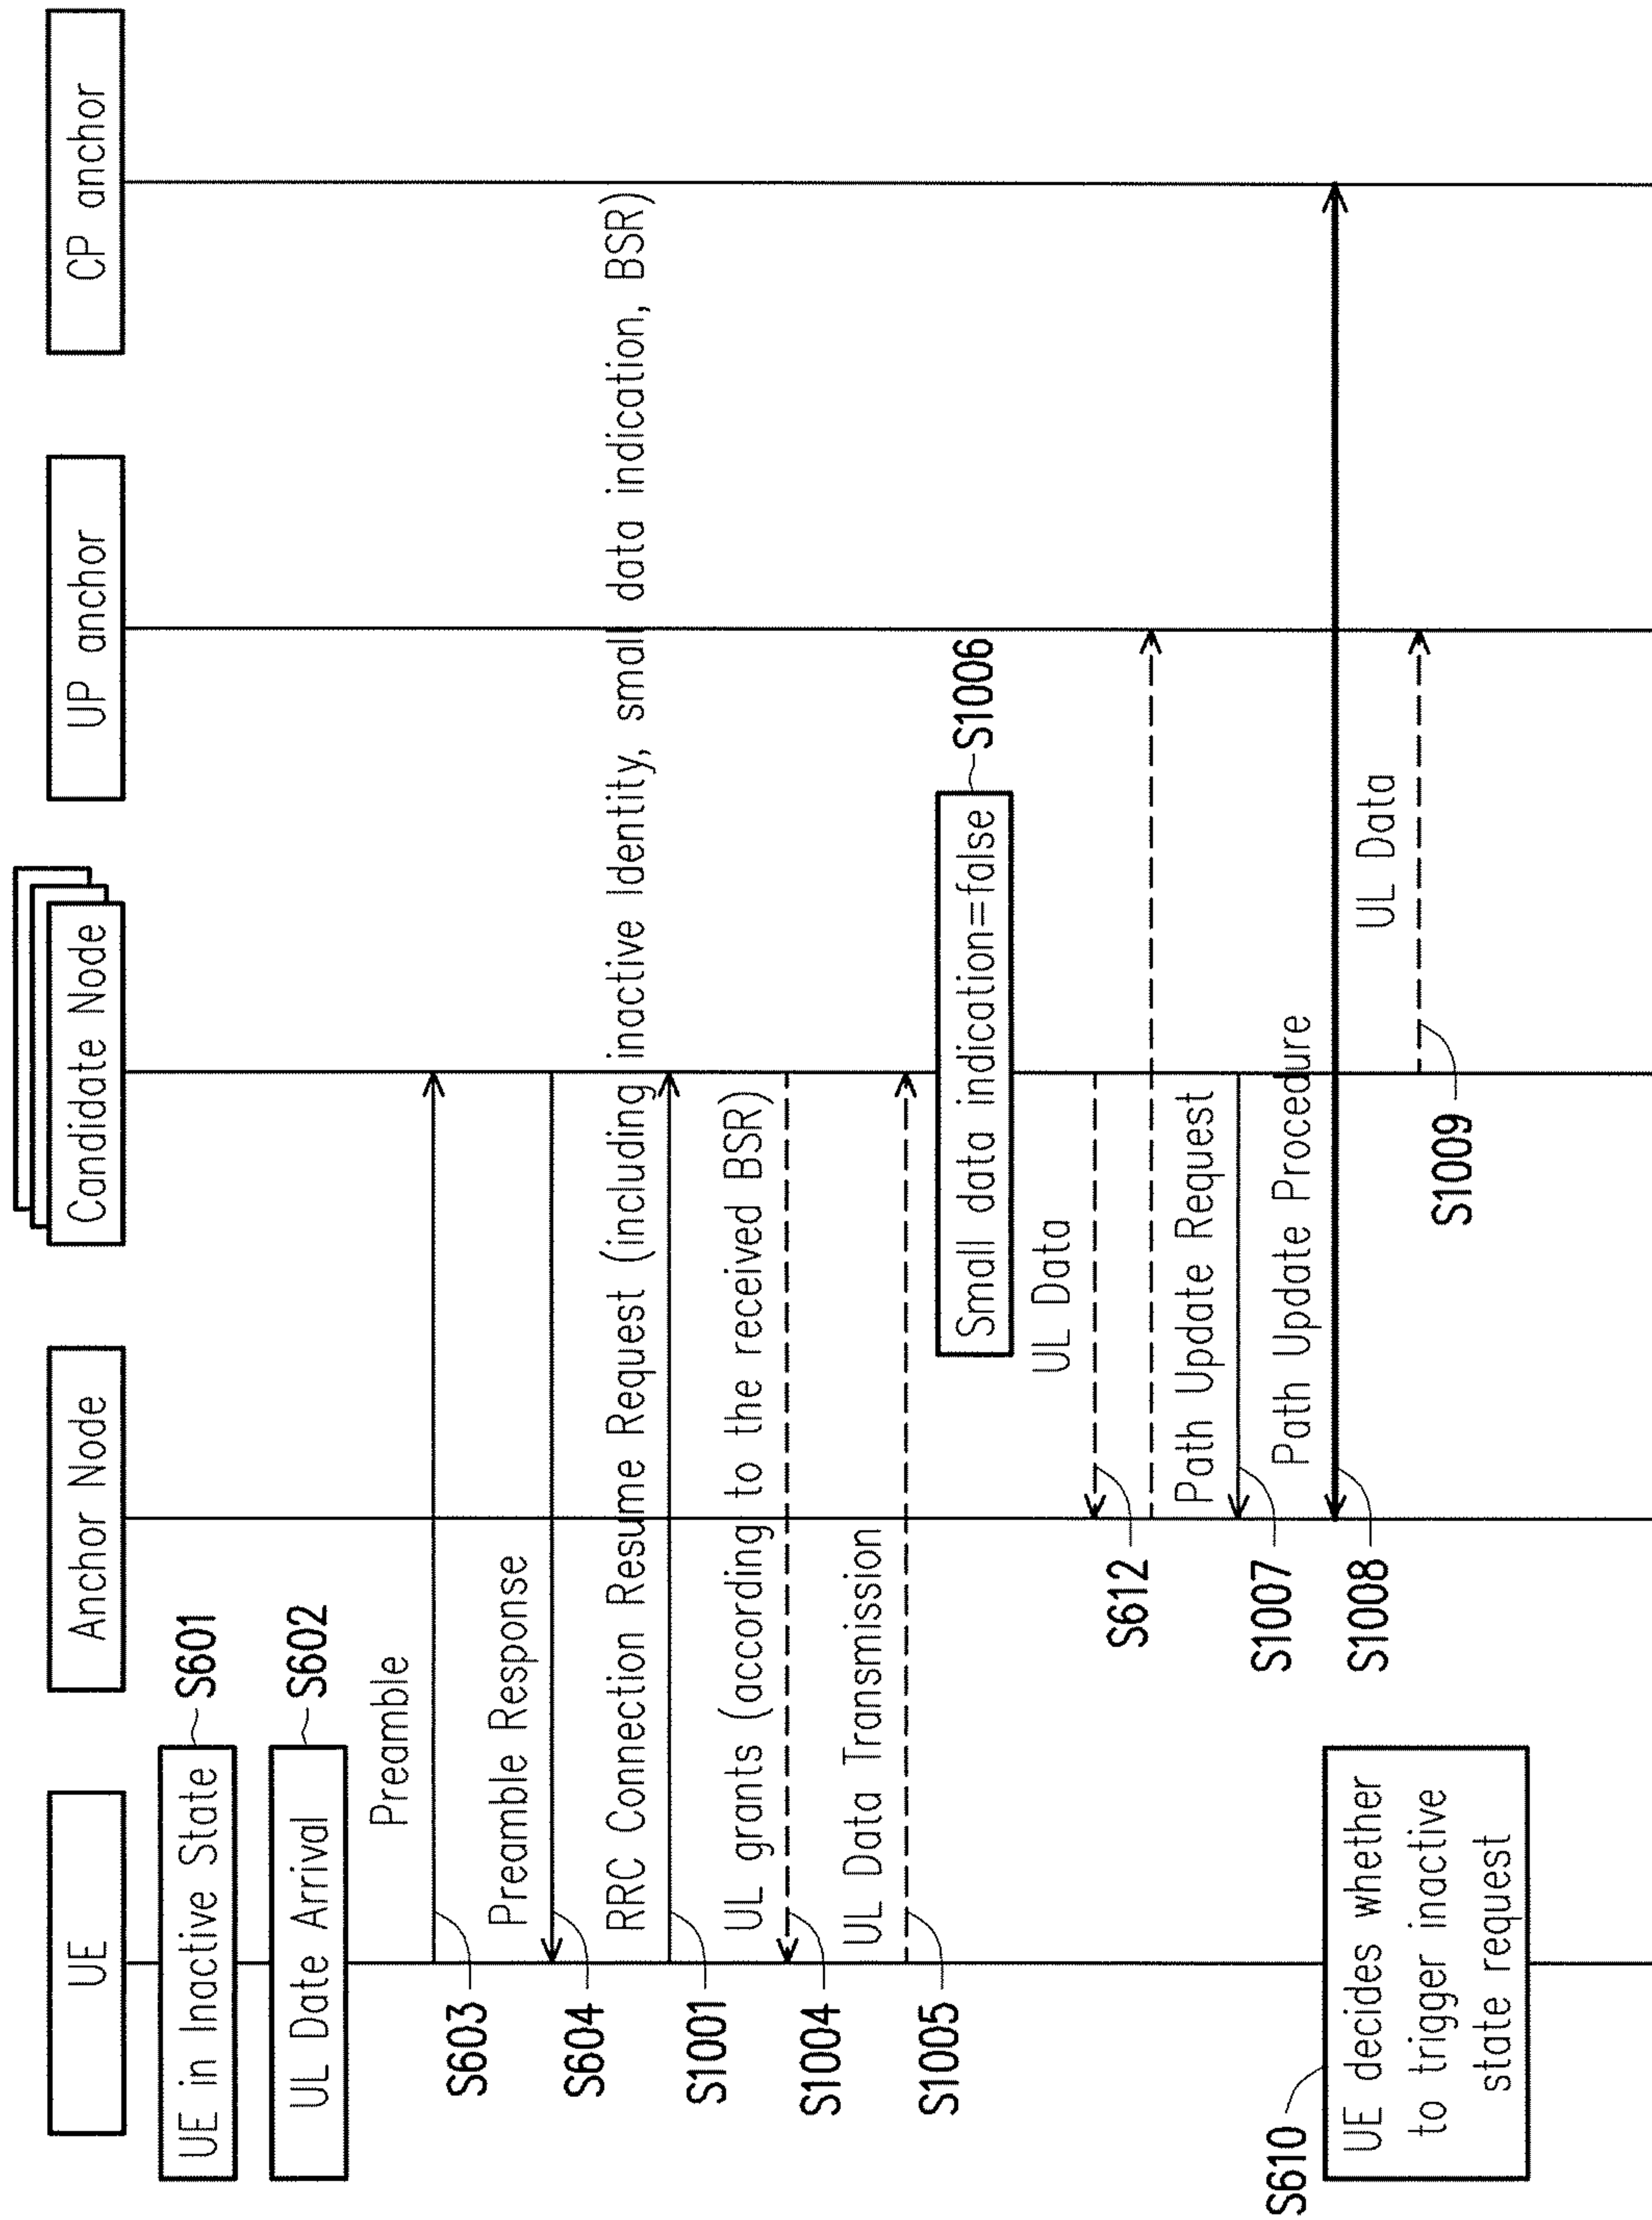 UE
Anchor Node
Candidate Node
UP anchor
CP anchor
UE in Inactive State
S601
UL Date Arrival
S602
Preamble
S603
Preamble Response
S604
RRC Connection Resume Request (including inactive Identity, small data indication, BSR)
S1001
UL grants (according to the received BSR)
S1004
UL Data Transmission
S1005
Small data indication=false
S1006
UL Data
S612
Path Update Request
S1007
Path Update Procedure
S1008
S610
UE decides whether
to trigger inactive
state request
UL Data
S1009